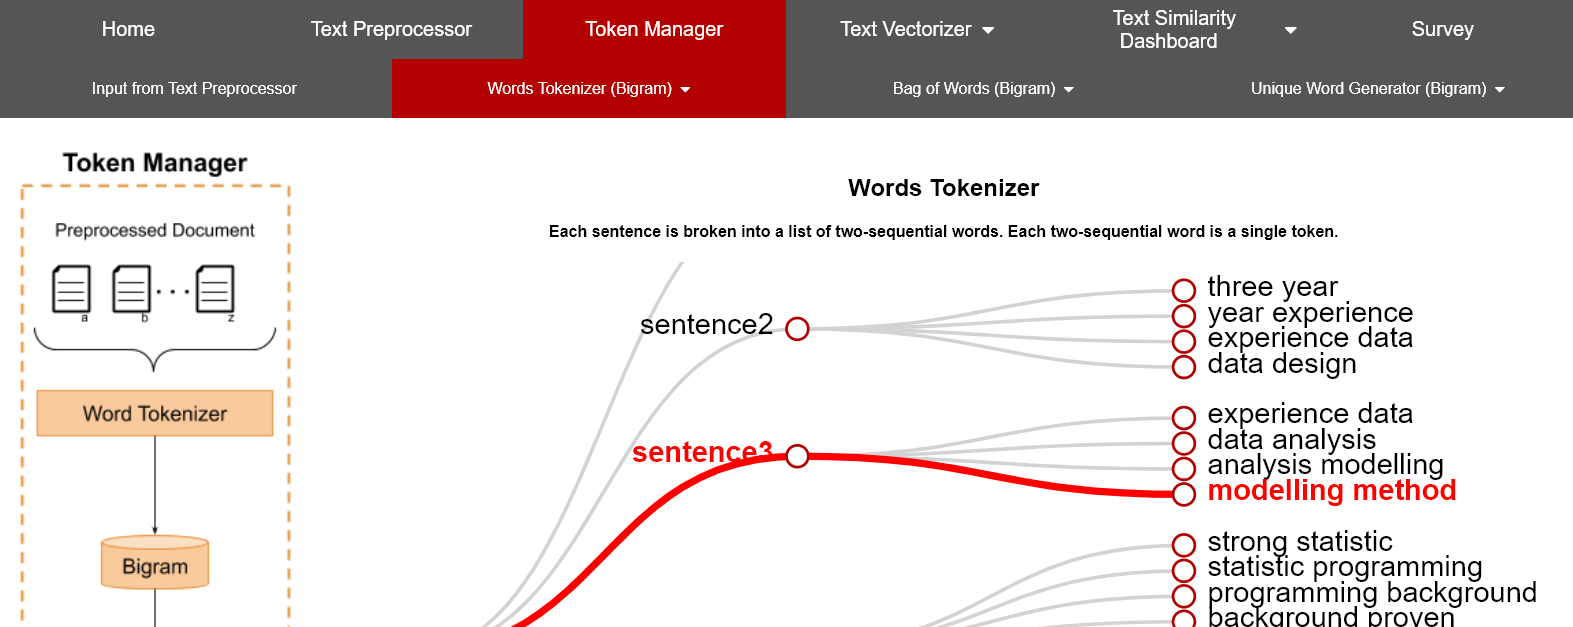 Home
Text Preprocessor
Token Manager
Text Vectorizer
Text Similarity
Dashboard
Survey
Input from Text Preprocessor
Words Tokenizer (Bigram)
Bag of Words (Bigram)
Unique Word Generator (Bigram)
Token Manager
Preprocessed Document
a
b
z
Word Tokenizer
Bigram
Words Tokenizer
Each sentence is broken into a list of two-sequential words. Each two-sequential word is a single token.
sentence2
three year
year experience
experience data
data design
sentence3
experience data
data analysis
analysis modelling
modelling method
strong statistic
statistic programming
programming background
background proven